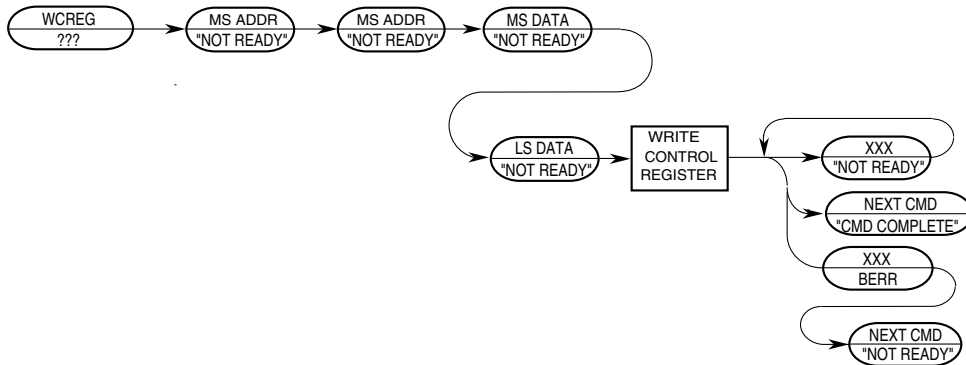 WCREG
???
MS ADDR
"NOT READY"
MS ADDR
"NOT READY"
MS DATA
"NOT READY"
LS DATA
"NOT READY"
WRITE
CONTROL
REGISTER
XXX
"NOT READY"
NEXT CMD
"CMD COMPLETE"
XXX
BERR
NEXT CMD
"NOT READY"